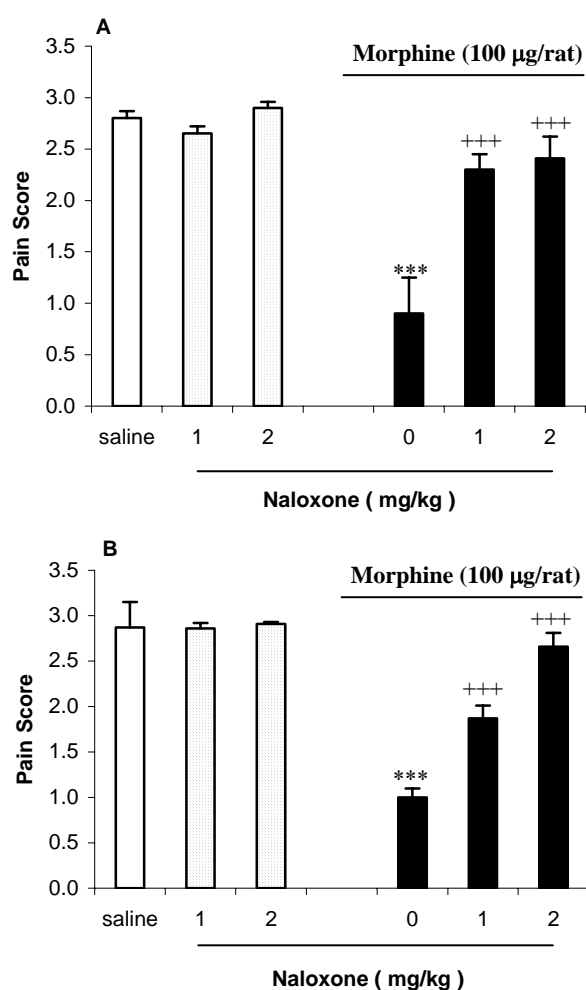 A
Morphine (100 µg/rat)
3.5
3.0
2.5
2.0
1.5
1.0
0.5
0.0
Pain Score
***
+++
+++
saline 1 2 0 1 2
Naloxone ( mg/kg )
B
Morphine (100 µg/rat)
3.5
3.0
2.5
2.0
1.5
1.0
0.5
0.0
Pain Score
***
+++
+++
saline 1 2 0 1 2
Naloxone ( mg/kg )